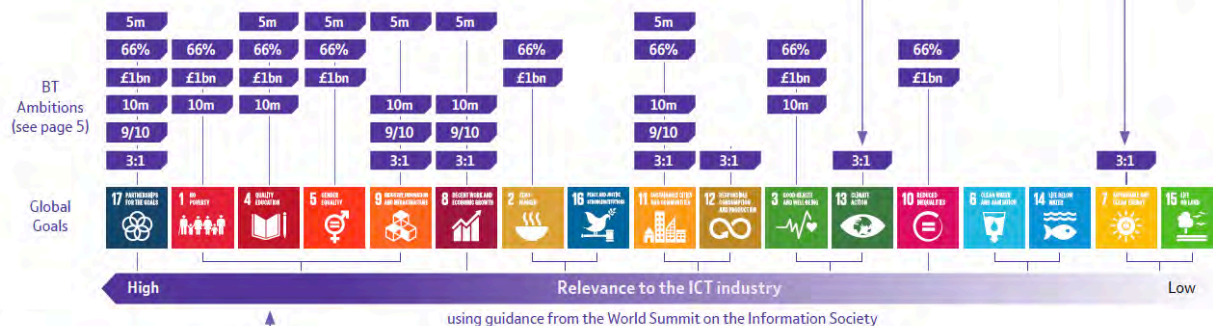 5m 5m 5m 5m 5m 5m
66% 66% 66% 66% 66% 66% 66% 66%
£1bn £1bn £1bn £1bn £1bn £1bn £1bn
BT
Ambitions
(see page 5)
10m 10m 10m 10m 10m 10m 10m
9/10 9/10 9/10 9/10
3:1 3:1 3:1 3:1 3:1 3:1 3:1
Global
Goals
17 PARTNERSHIPS
FOR THE GOALS
1 NO
POVERTY
4 QUALITY
EDUCATION
5 GENDER
EQUALITY
9
AND INFRASTRUCTURE
8 DECENT WORK AND
ECONOMIC GROWTH
2 ZERO
HUNGER
16 PEACE AND JUSTICE
11 SUSTAINABLE CITIES
AND COMMUNITIES
12 RESPONSIBLE
CONSUMPTION
AND PRODUCTION
3 GOOD HEALTH
AND WELL-BEING
13 CLIMATE
ACTION
10 REDUCED
INEQUALITIES
6 CLEAN WATER
AND SANITATION
14 LIFE BELOW
WATER
7 AFFORDABLE AND
CLEAN ENERGY
15 LIFE
ON LAND
High Relevance to the ICT industry Low
using guidance from the World Summit on the Information Society